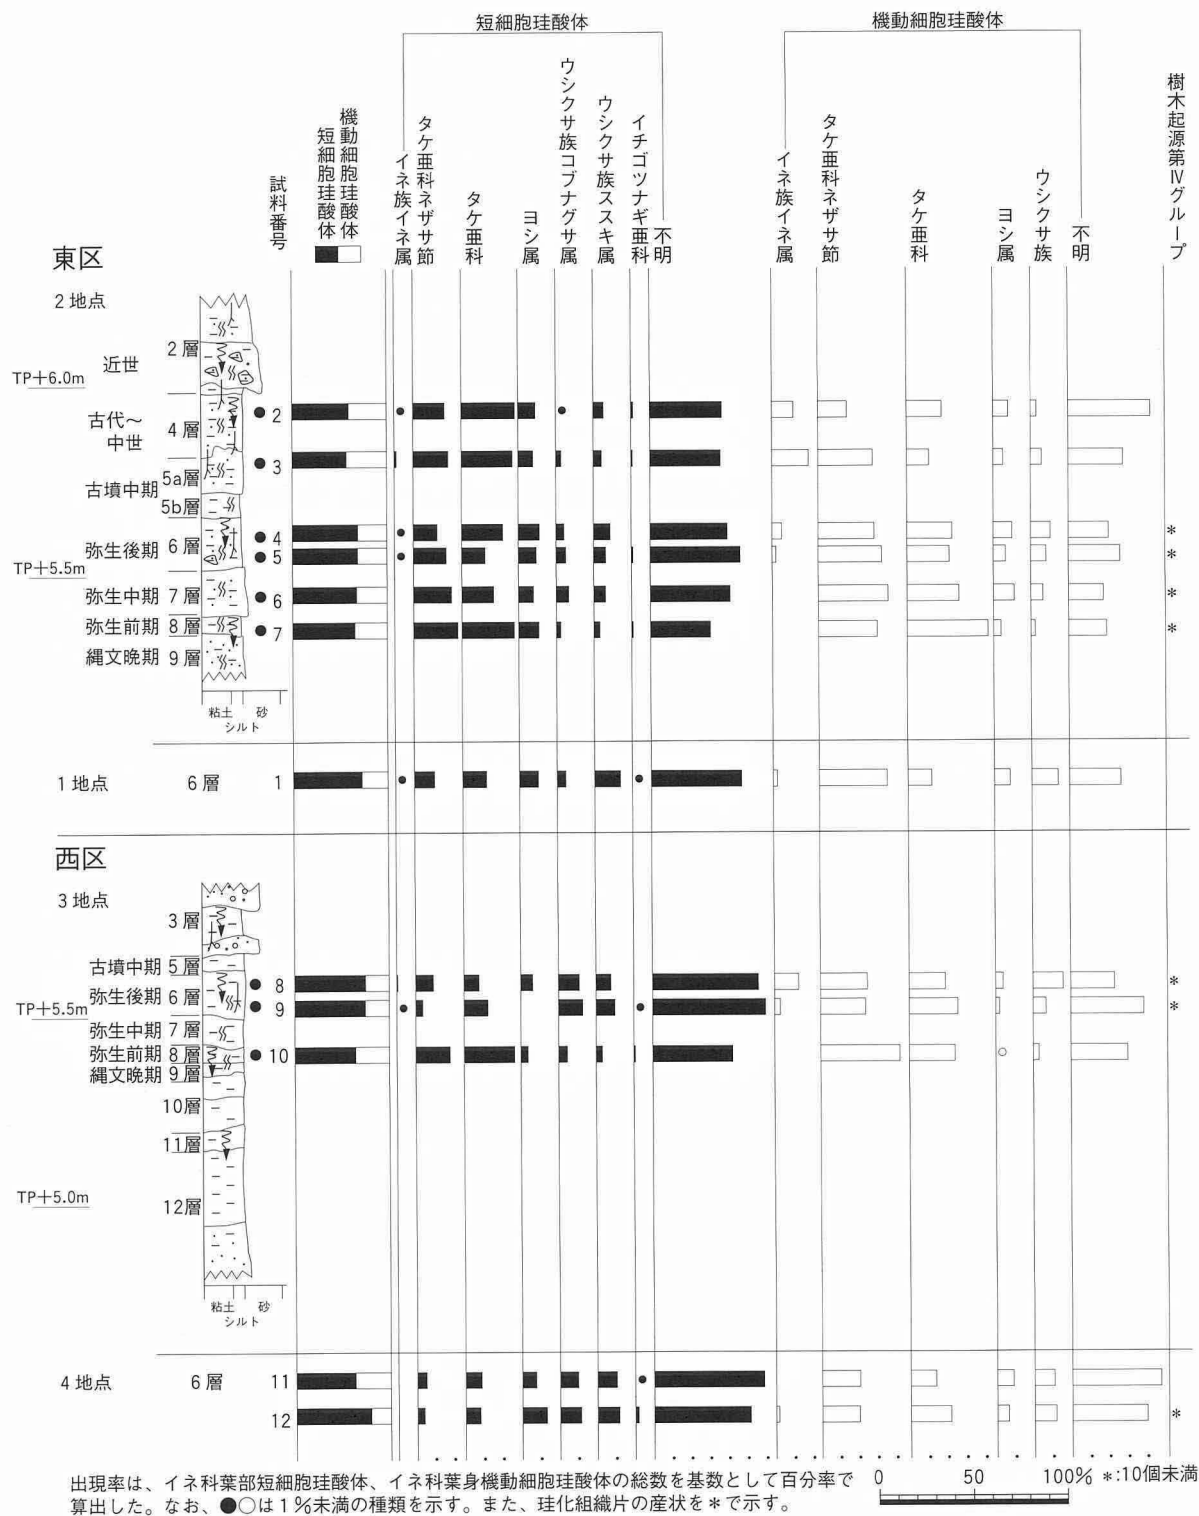 短細胞珪酸体
機動細胞珪酸体
機動細胞珪酸体
短細胞珪酸体
試料番号
イネ族イネ属
タケ亜科ネザサ節
タケ亜科
ヨシ属
ウシクサ族コブナグサ属
ウシクサ族ススキ属
イチゴツナギ亜科
不明
イネ族イネ属
タケ亜科ネザサ節
タケ亜科
ヨシ属
ウシクサ族
不明
樹木起源第Ⅳグループ
東区
2地点
2層
近世
TP+6.0m
● 2
古代～
中世
4層
● 3
5a層
古墳中期
5b層
● 4 *
弥生後期 6層
● 5 *
TP+5.5m
弥生中期 7層 ● 6 *
弥生前期 8層 ● 7 *
縄文晩期 9層
粘土 砂
シルト
1地点 6層 1
西区
3地点
3層
古墳中期 5層
● 8 *
弥生後期 6層
TP+5.5m ● 9 *
弥生中期 7層
弥生前期 8層 ● 10
縄文晩期 9層
10層
11層
TP+5.0m
12層
粘土 砂
シルト
4地点 6層 11
12 *
0 50 100% *:10個未満
出現率は、イネ科葉部短細胞珪酸体、イネ科葉身機動細胞珪酸体の総数を基数として百分率で
算出した。なお、●○は1%未満の種類を示す。また、珪化組織片の産状を*で示す。